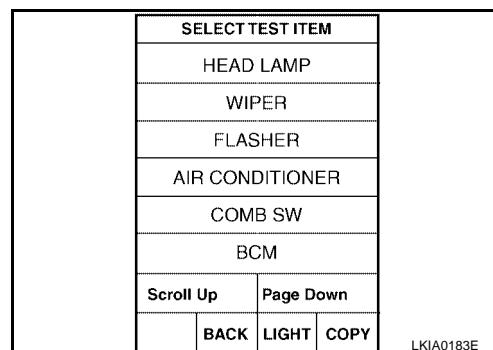 SELECT TEST ITEM
HEAD LAMP
WIPER
FLASHER
AIR CONDITIONER
COMB SW
BCM
Scroll Up Page Down
BACK LIGHT COPY
LKIA0183E